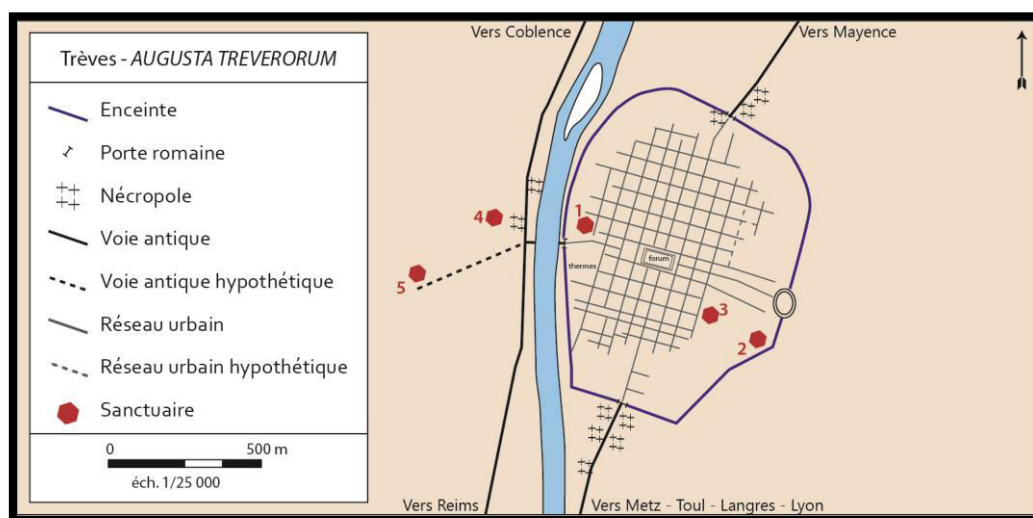 Trèves - AUGUSTA TREVERORUM
Enceinte
Porte romaine
Nécropole
Voie antique
Voie antique hypothétique
Réseau urbain
Réseau urbain hypothétique
Sanctuaire
0 500 m
éch. 1/25 000
Vers Coblence
Vers Mayence
4
1
5
thermes
forum
3
2
Vers Reims
Vers Metz - Toul - Langres - Lyon